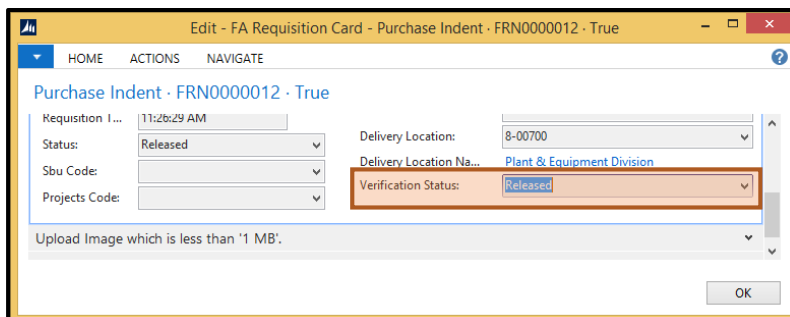 Edit - FA Requisition Card - Purchase Indent · FRN0000012 · True
HOME ACTIONS NAVIGATE
Purchase Indent · FRN0000012 · True
Requisition T... 11:26:29 AM
Status: Released
Sbu Code:
Projects Code:
Delivery Location: 8-00700
Delivery Location Na... Plant & Equipment Division
Verification Status: Released
Upload Image which is less than '1 MB'.
OK